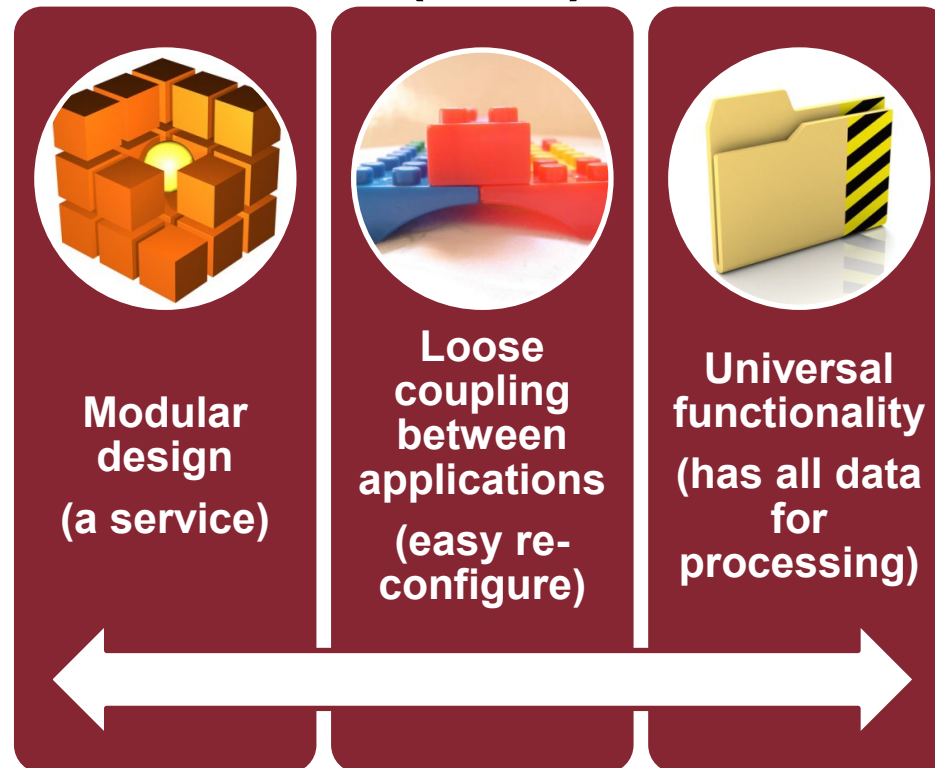 Modular
design
(a service)
Loose
coupling
between
applications
(easy re-
configure)
Universal
functionality
(has all data
for
processing)